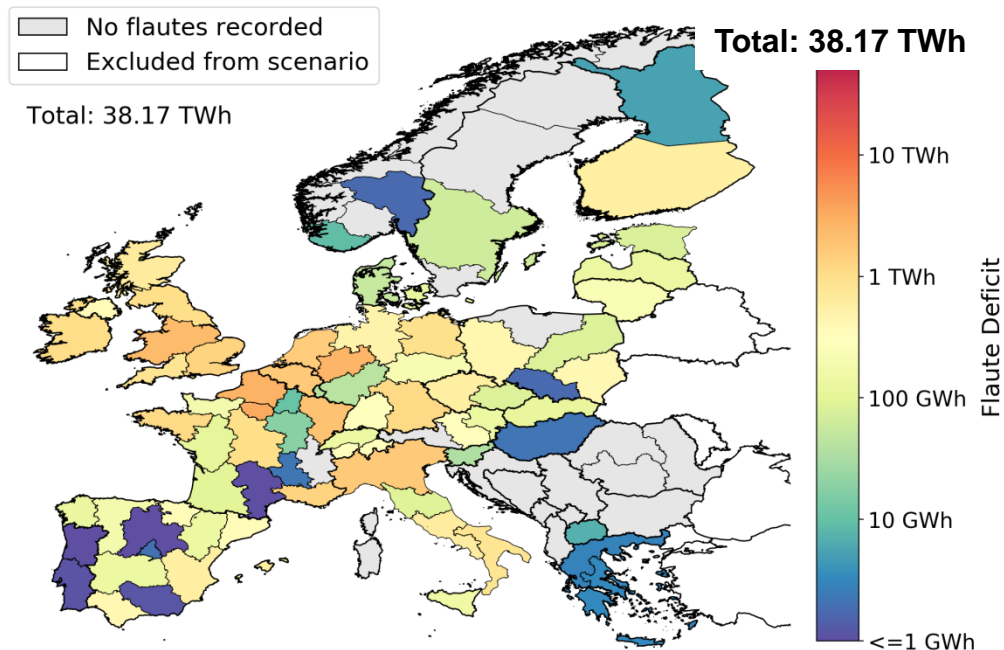 No flautes recorded
Excluded from scenario
Total: 38.17 TWh
Total: 38.17 TWh
10 TWh
1 TWh
100 GWh
10 GWh
<=1 GWh
Flaute Deficit